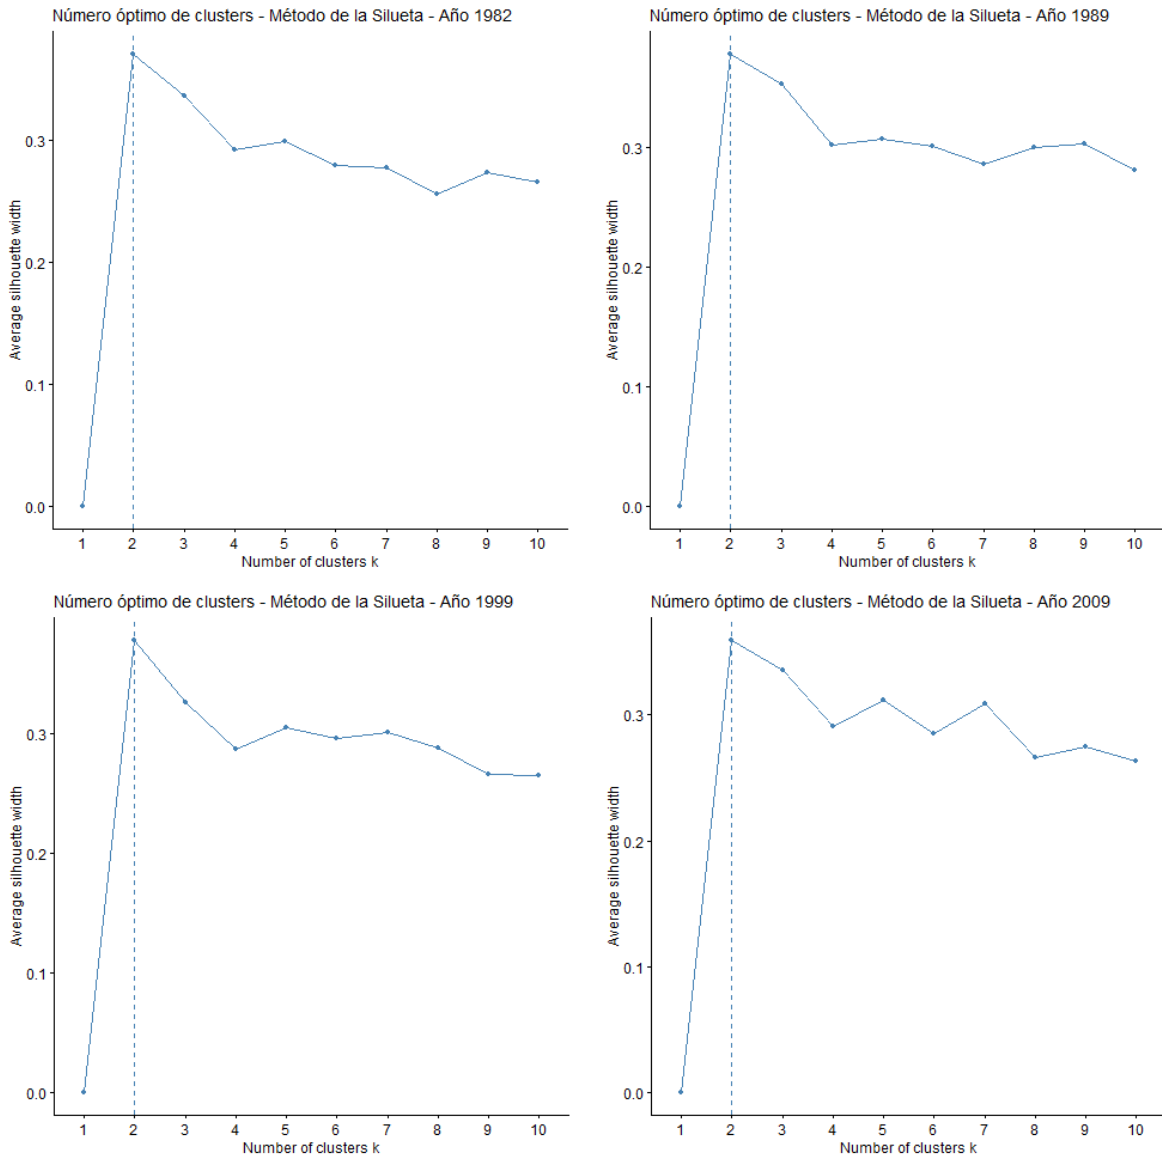 Número óptimo de clusters - Método de la Silueta - Año 1982
Average silhouette width
0.3
0.2
0.1
0.0
1 2 3 4 5 6 7 8 9 10
Number of clusters k
Número óptimo de clusters - Método de la Silueta - Año 1989
Average silhouette width
0.3
0.2
0.1
0.0
1 2 3 4 5 6 7 8 9 10
Number of clusters k
Número óptimo de clusters - Método de la Silueta - Año 1999
Average silhouette width
0.3
0.2
0.1
0.0
1 2 3 4 5 6 7 8 9 10
Number of clusters k
Número óptimo de clusters - Método de la Silueta - Año 2009
Average silhouette width
0.3
0.2
0.1
0.0
1 2 3 4 5 6 7 8 9 10
Number of clusters k